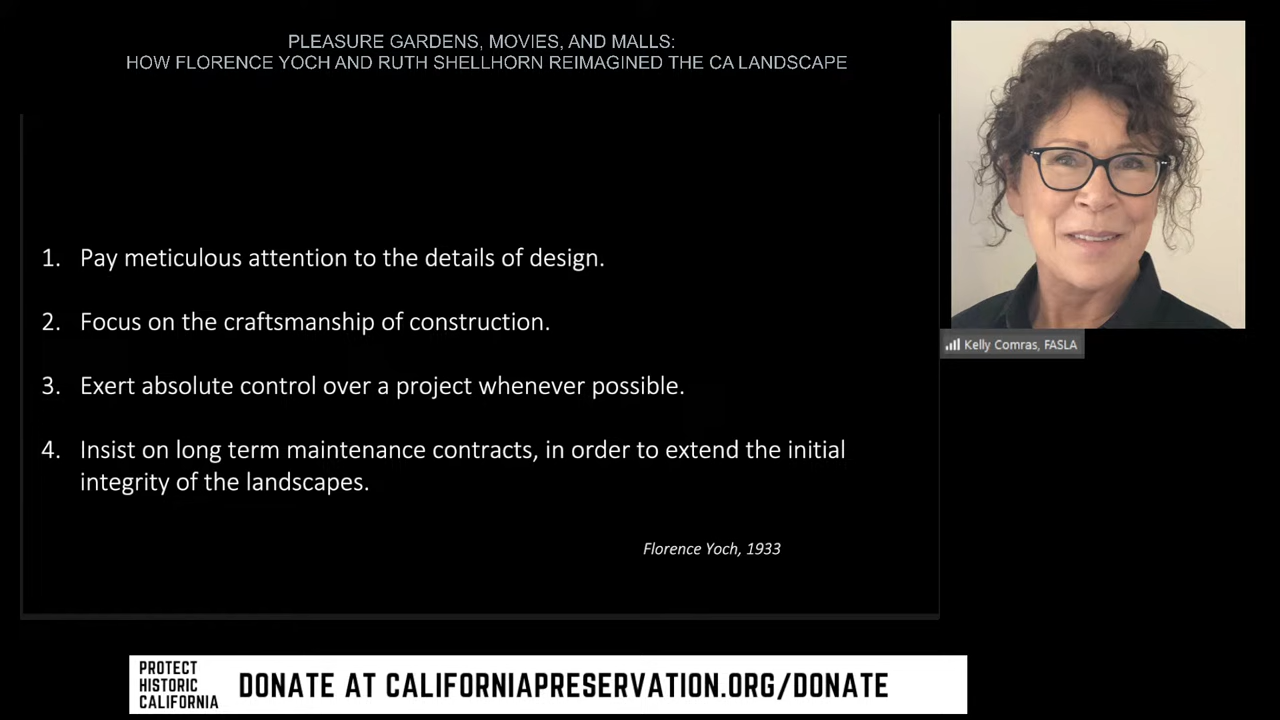 PLEASURE GARDENS, MOVIES, AND MALLS:
HOW FLORENCE YOCH AND RUTH SHELLHORN REIMAGINED THE CA LANDSCAPE
1. Pay meticulous attention to the details of design.
2. Focus on the craftsmanship of construction.
3. Exert absolute control over a project whenever possible.
4. Insist on long term maintenance contracts, in order to extend the initial
integrity of the landscapes.
Florence Yoch, 1933
Kelly Comras, FASLA
PROTECT
HISTORIC
CALIFORNIA
DONATE AT CALIFORNIAPRESERVATION.ORG/DONATE